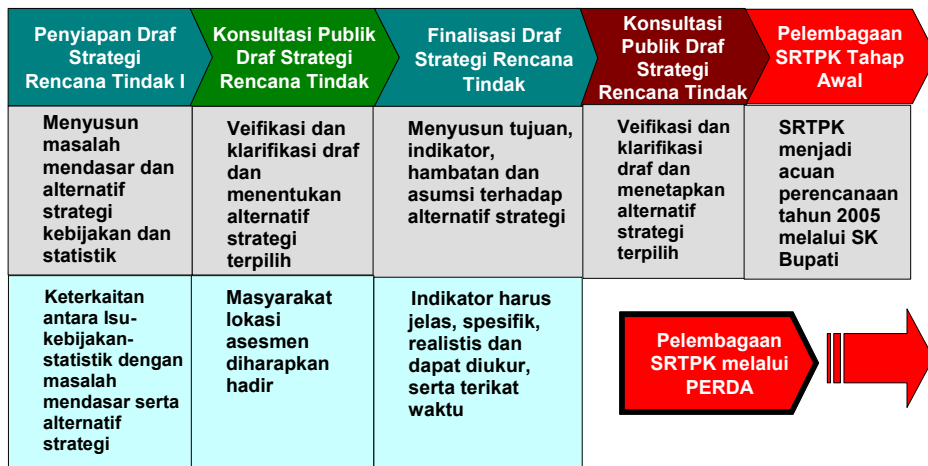 Penyiapan Draf
Strategi
Rencana Tindak I
Konsultasi Publik
Draf Strategi
Rencana Tindak
Finalisasi Draf
Strategi Rencana
Tindak
Konsultasi
Publik Draf
Strategi
Rencana Tindak
Pelembagaan
SRTPK Tahap
Awal
Menyusun
masalah
mendasar dan
alternatif
strategi
kebijakan dan
statistik
Veifikasi dan
klarifikasi draf
dan
menentukan
alternatif
strategi
terpilih
Menyusun tujuan,
indikator,
hambatan dan
asumsi terhadap
alternatif strategi
Veifikasi dan
klarifikasi
draf dan
menetapkan
alternatif
strategi
terpilih
SRTPK
menjadi
acuan
perencanaan
tahun 2005
melalui SK
Bupati
Keterkaitan
antara Isu-
kebijakan-
statistik dengan
masalah
mendasar serta
alternatif
strategi
Masyarakat
lokasi
asesmen
diharapkan
hadir
Indikator harus
jelas, spesifik,
realistis dan
dapat diukur,
serta terikat
waktu
Pelembagaan
SRTPK melalui
PERDA